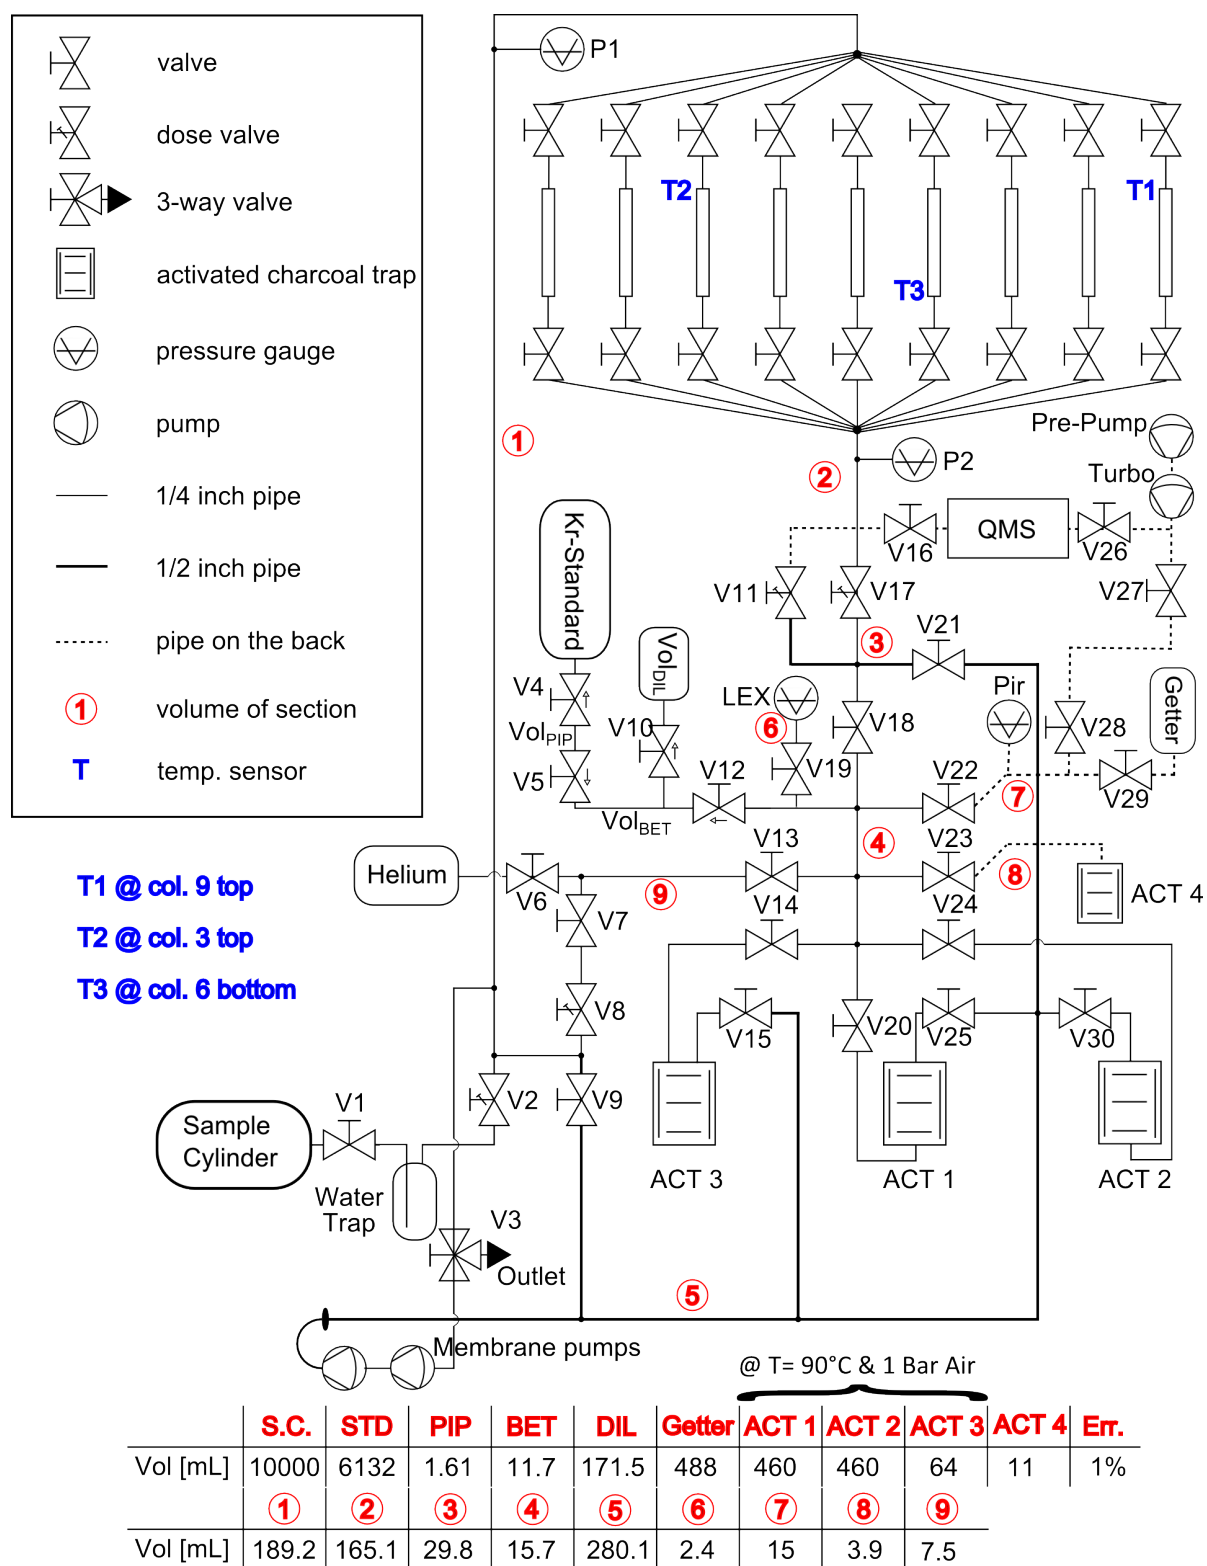 valve
dose valve
3-way valve
activated charcoal trap
pressure gauge
pump
1/4 inch pipe
1/2 inch pipe
pipe on the back
1 volume of section
T temp. sensor
P1
T2
T1
T3
1
2
P2
Pre-Pump
Turbo
QMS
V16
V26
V11
V17
V27
Kr-Standard
VolDIL
3
V21
V4
VolPIP
V5
V10
LEX
6
V18
Pir
V28
Getter
V12
V19
V22
7
V29
VolBET
V13
4
V23
8
ACT 4
Helium
V6
9
V14
V24
V7
V8
V15
V20
V25
V30
T1 @ col. 9 top
T2 @ col. 3 top
T3 @ col. 6 bottom
V1
V2
V9
Sample
Cylinder
Water
Trap
ACT 3
ACT 1
ACT 2
V3
Outlet
5
Membrane pumps
@ T= 90°C & 1 Bar Air
S.C. STD PIP BET DIL Getter ACT 1 ACT 2 ACT 3 ACT 4 Err.
Vol [mL] 10000 6132 1.61 11.7 171.5 488 460 460 64 11 1%
1 2 3 4 5 6 7 8 9
Vol [mL] 189.2 165.1 29.8 15.7 280.1 2.4 15 3.9 7.5